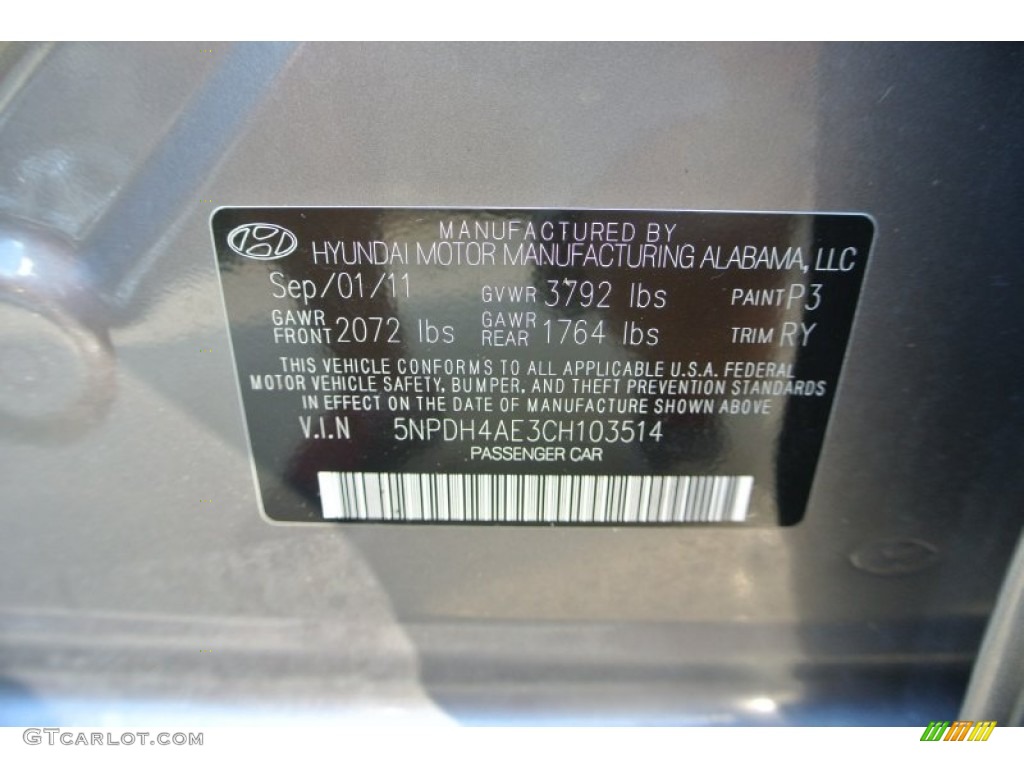 MANUFACTURED BY
HYUNDAI MOTOR MANUFACTURING ALABAMA, LLC
Sep/01/11 GVWR 3792 lbs PAINT P3
GAWR FRONT 2072 lbs GAWR REAR 1764 lbs TRIM RY
THIS VEHICLE CONFORMS TO ALL APPLICABLE U.S.A. FEDERAL
MOTOR VEHICLE SAFETY, BUMPER, AND THEFT PREVENTION STANDARDS
IN EFFECT ON THE DATE OF MANUFACTURE SHOWN ABOVE
V.I.N 5NPDH4AE3CH103514
PASSENGER CAR
GTCarLot.com